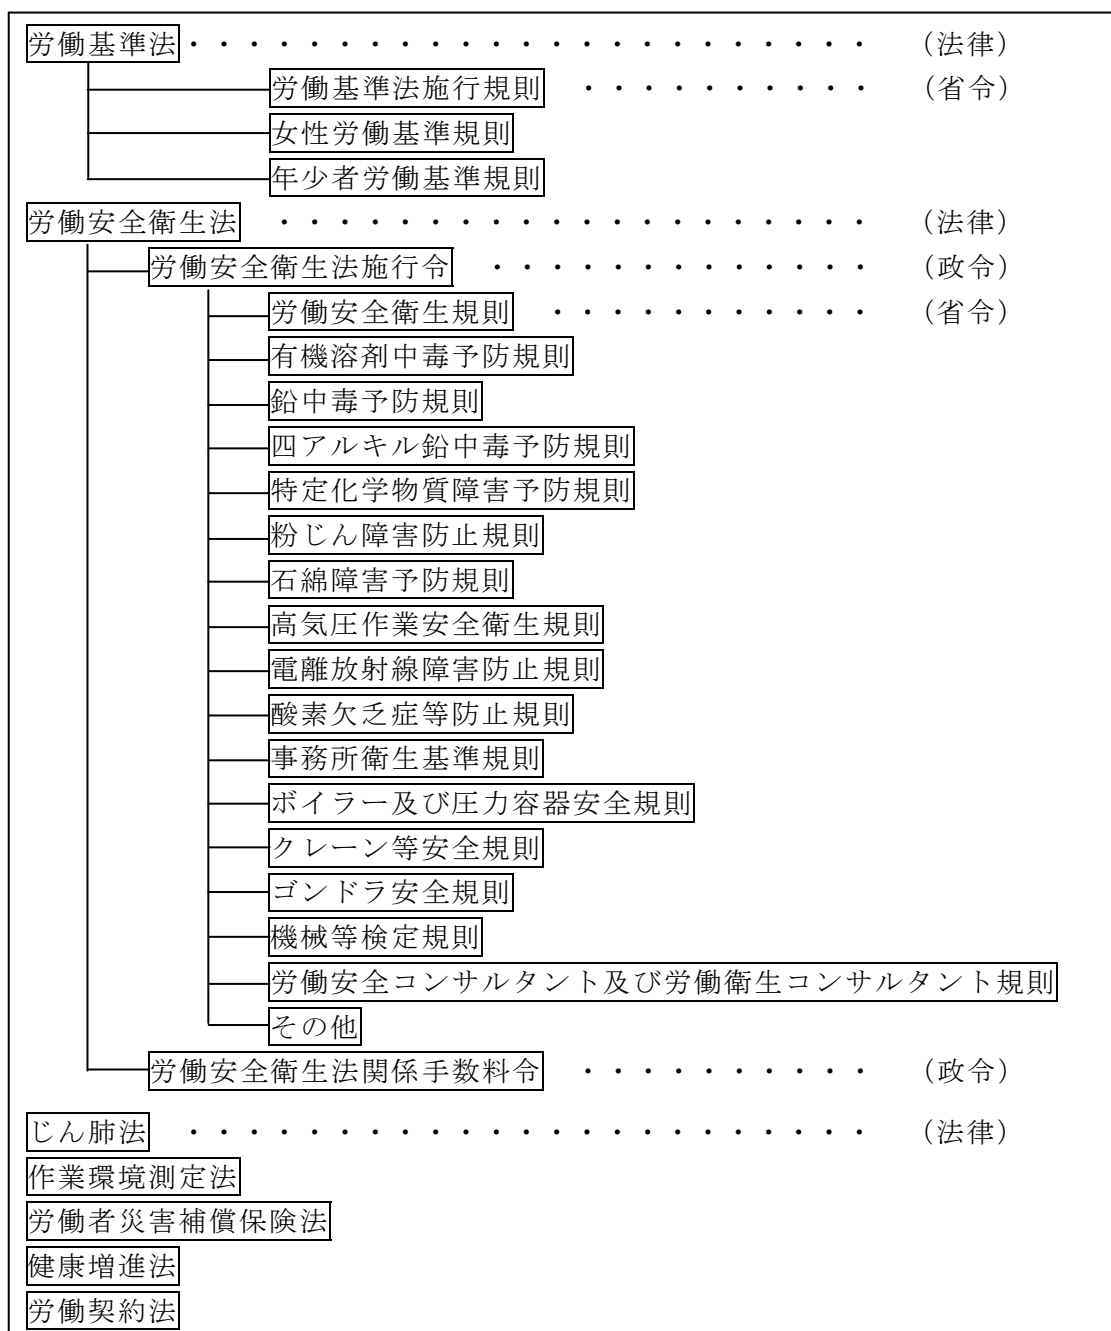 労働基準法・・・・・・・・・・・・・・・・・・・・・・・（法律）
労働基準法施行規則 ・・・・・・・・・・（省令）
女性労働基準規則
年少者労働基準規則
労働安全衛生法 ・・・・・・・・・・・・・・・・・・・・（法律）
労働安全衛生法施行令 ・・・・・・・・・・・・・（政令）
労働安全衛生規則 ・・・・・・・・・・・（省令）
有機溶剤中毒予防規則
鉛中毒予防規則
四アルキル鉛中毒予防規則
特定化学物質障害予防規則
粉じん障害防止規則
石綿障害予防規則
高気圧作業安全衛生規則
電離放射線障害防止規則
酸素欠乏症等防止規則
事務所衛生基準規則
ボイラー及び圧力容器安全規則
クレーン等安全規則
ゴンドラ安全規則
機械等検定規則
労働安全コンサルタント及び労働衛生コンサルタント規則
その他
労働安全衛生法関係手数料令 ・・・・・・・・・・（政令）
じん肺法 ・・・・・・・・・・・・・・・・・・・・・・・（法律）
作業環境測定法
労働者災害補償保険法
健康増進法
労働契約法